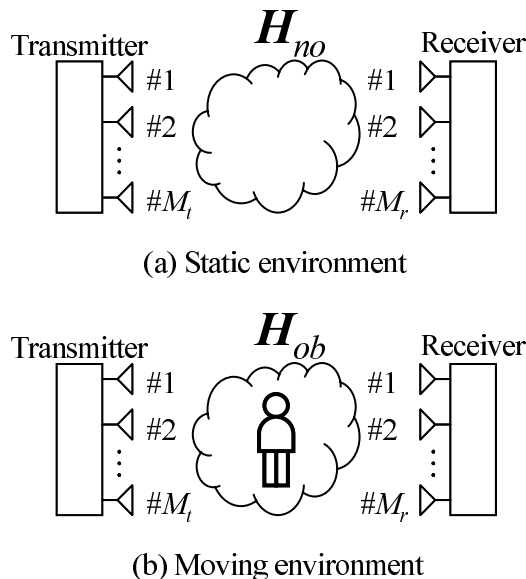 H_no
Transmitter
Receiver
#1
#1
#2
#2
⋮
⋮
#M_t
#M_r
(a) Static environment
H_ob
Transmitter
Receiver
#1
#1
#2
#2
⋮
⋮
#M_t
#M_r
(b) Moving environment